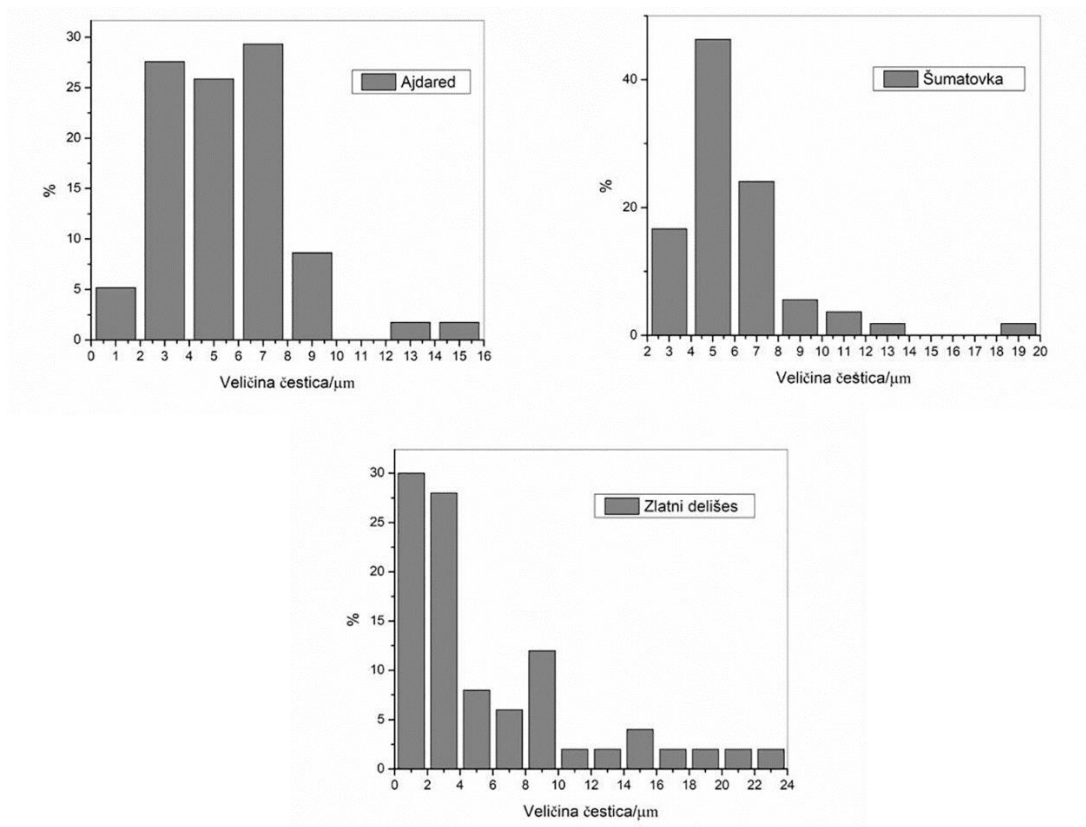 30
25
20
15
10
5
0
%
Ajdared
0 1 2 3 4 5 6 7 8 9 10 11 12 13 14 15 16
Veličina čestica/μm
40
20
0
%
Šumatovka
2 3 4 5 6 7 8 9 10 11 12 13 14 15 16 17 18 19 20
Veličina češtica/μm
30
25
20
15
10
5
0
%
Zlatni delišes
0 2 4 6 8 10 12 14 16 18 20 22 24
Veličina čestica/μm